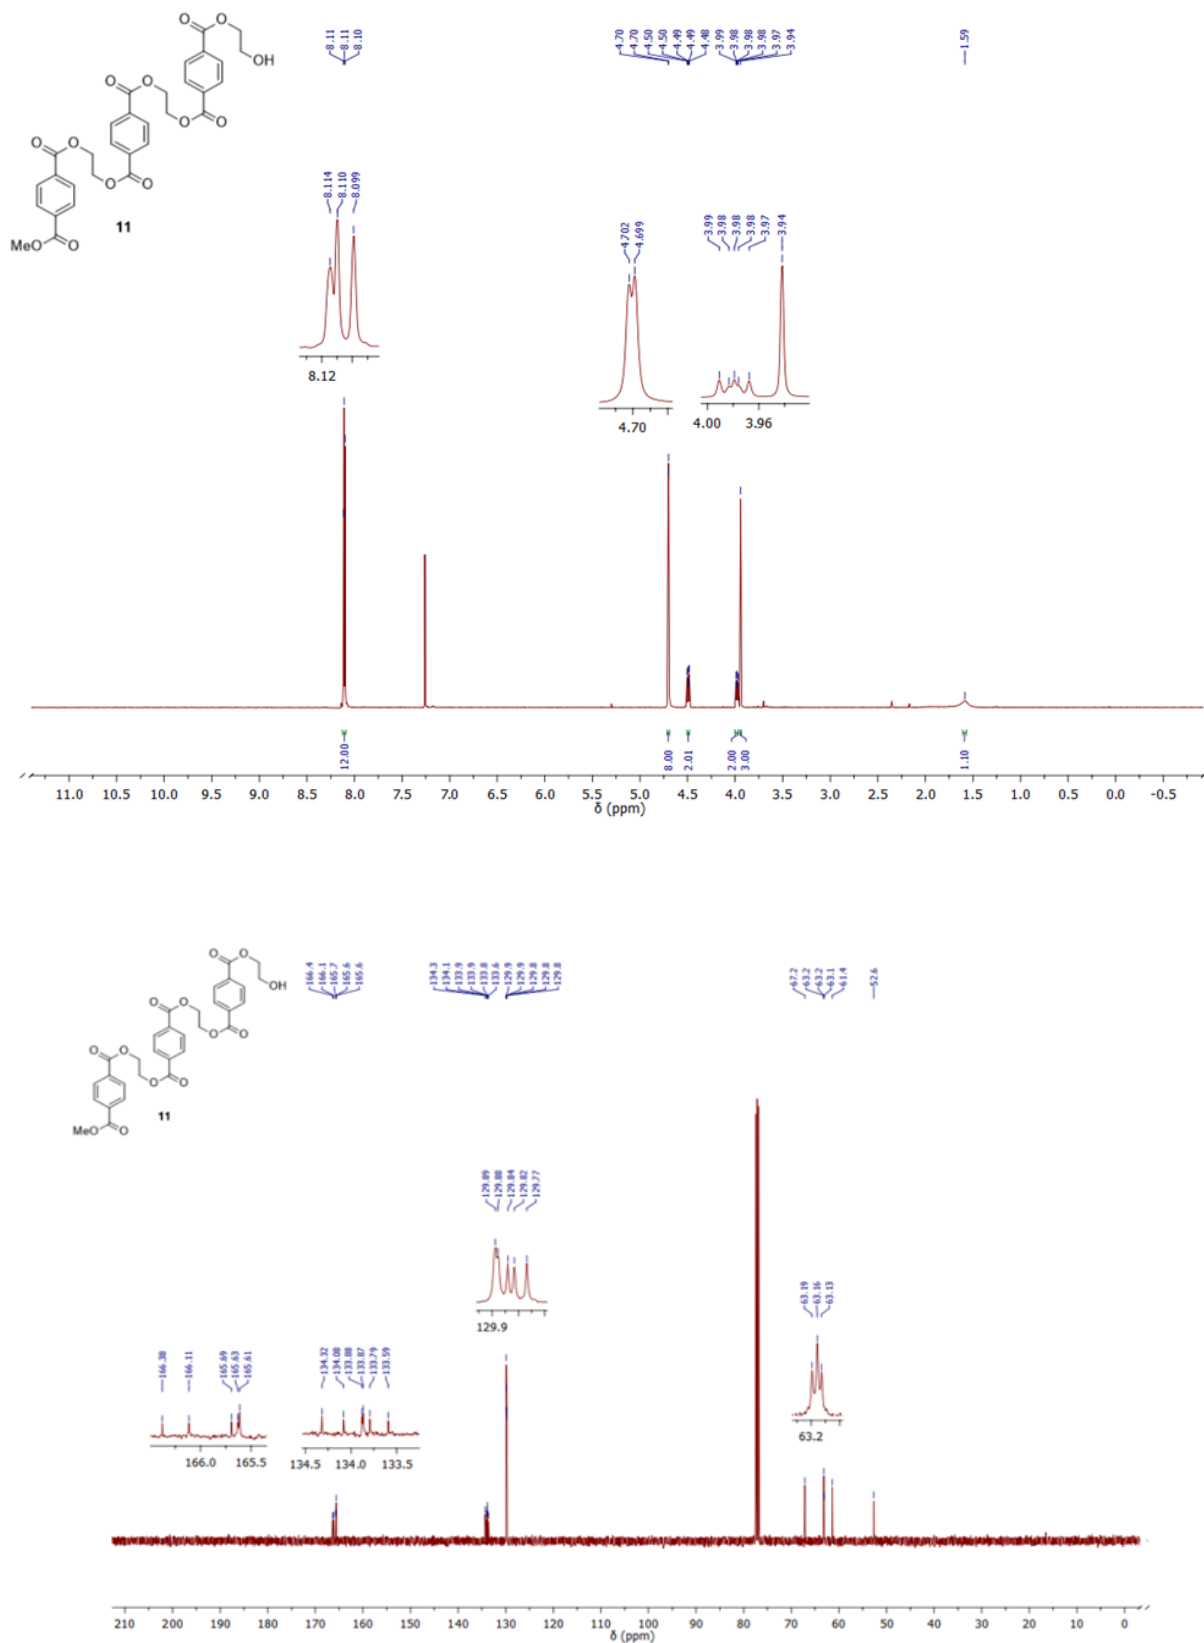 O O OH
8.11 8.11 8.10
4.70 4.70 4.50 4.50 4.49 4.49 4.48 3.99 3.98 3.98 3.98 3.97 3.94
1.59
O O O O O
O O O O O
11
MeO O
8.114 8.110 8.099
4.702 4.699
3.99 3.98 3.98 3.98 3.97 3.94
8.12
4.70
4.00 3.96
12.00 8.00 2.01 2.00 3.00 1.10
11.0 10.5 10.0 9.5 9.0 8.5 8.0 7.5 7.0 6.5 6.0 5.5 5.0 4.5 4.0 3.5 3.0 2.5 2.0 1.5 1.0 0.5 0.0 -0.5
δ (ppm)
O O OH
166.4 166.1 165.7 165.6 165.6
134.3 134.1 133.9 133.9 133.8 133.6 129.9 129.9 129.8 129.8 129.8
67.2 63.2 63.2 63.1 61.4 52.6
O O O O O
O O O O O
11
MeO O
129.89 129.88 129.84 129.82 129.77
63.19 63.16 63.13
129.9
166.38 166.11 165.69 165.63 165.61
134.32 134.08 133.88 133.87 133.79 133.59
63.2
166.0 165.5
134.5 134.0 133.5
210 200 190 180 170 160 150 140 130 120 110 100 90 80 70 60 50 40 30 20 10 0
δ (ppm)